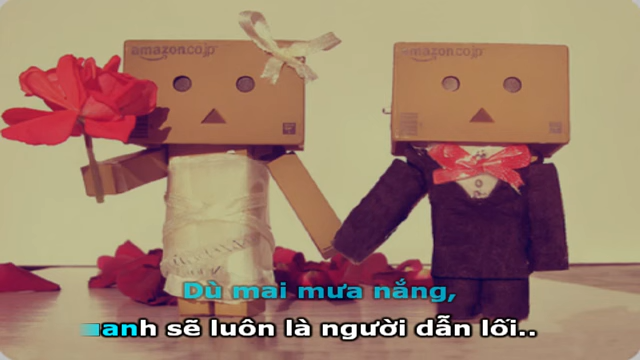 amazon.co.jp
amazon.co.jp
Dù mai mưa nắng,
anh sẽ luôn là người dẫn lối..